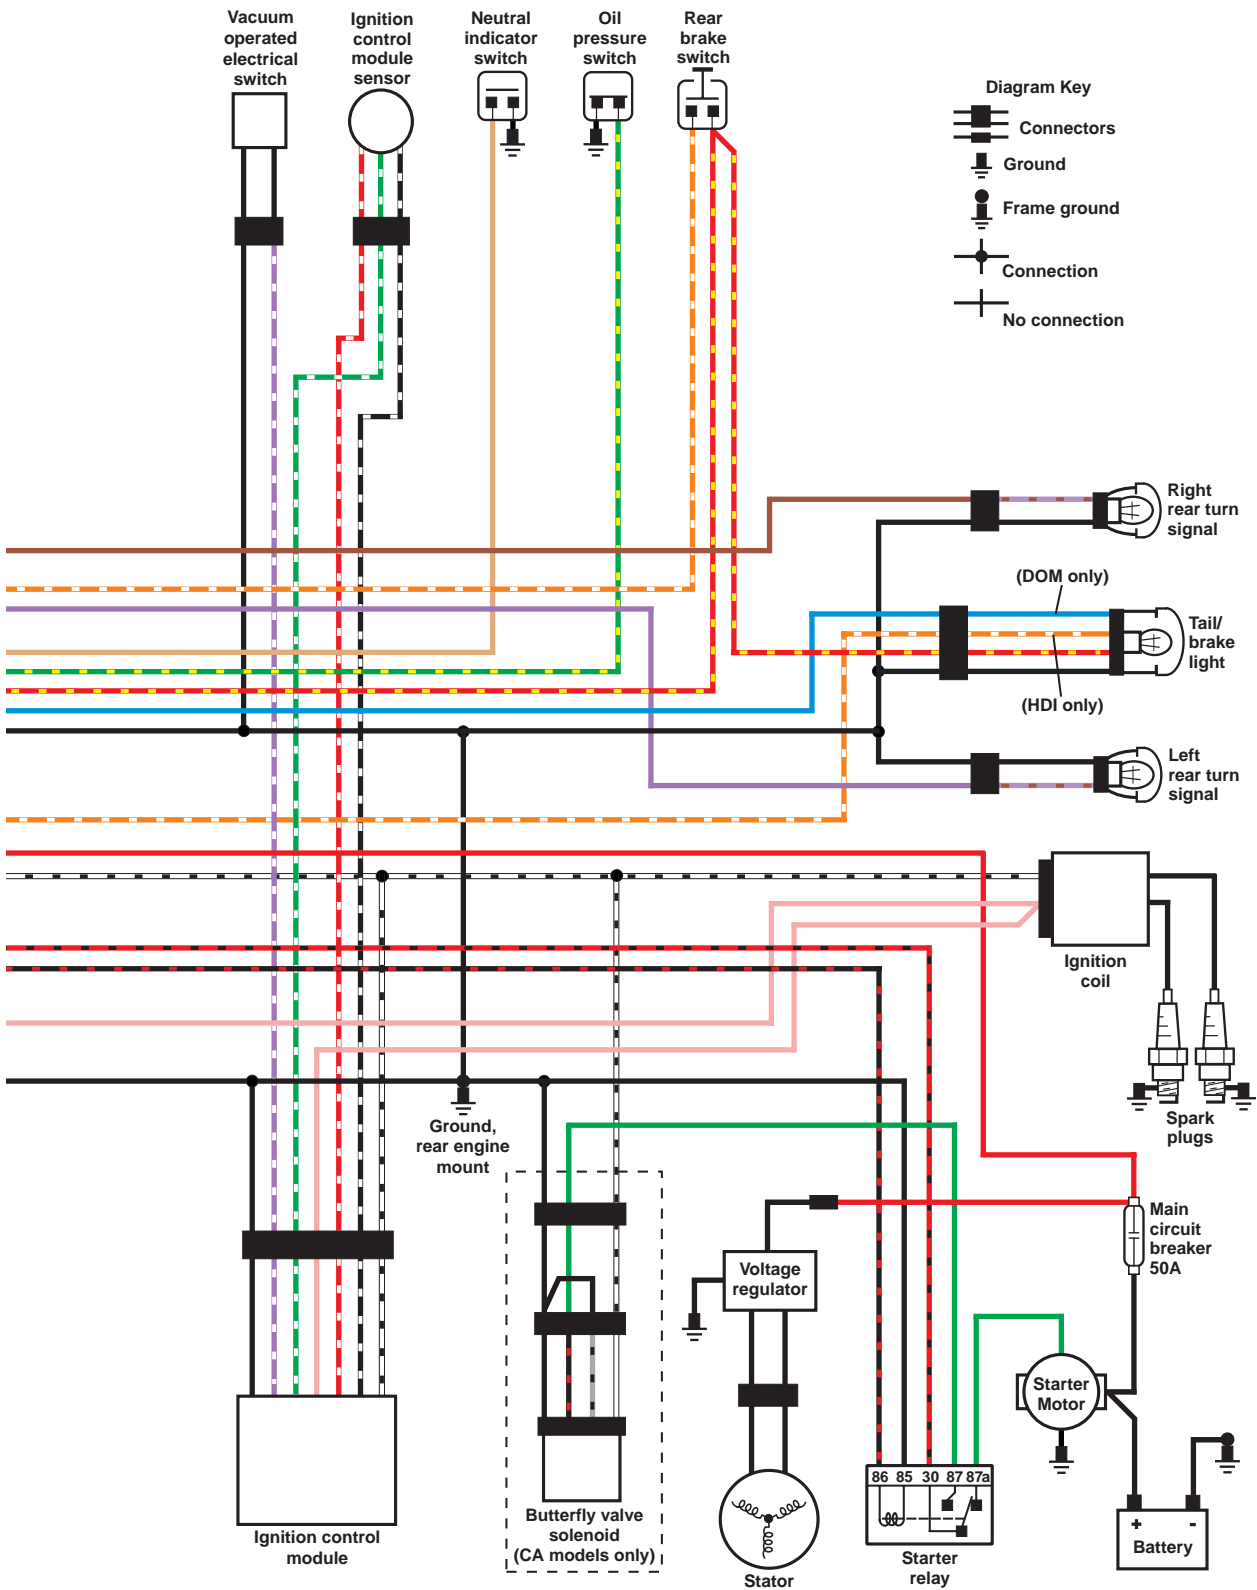 Vacuum
operated
electrical
switch
Ignition
control
module
sensor
Neutral
indicator
switch
Oil
pressure
switch
Rear
brake
switch
Diagram Key
Connectors
Ground
Frame ground
Connection
No connection
Right
rear turn
signal
(DOM only)
Tail/
brake
light
(HDI only)
Left
rear turn
signal
Ignition
coil
Spark
plugs
Ground,
rear engine
mount
Main
circuit
breaker
50A
Voltage
regulator
Starter
Motor
86 85 30 87 87a
Starter
relay
+ -
Battery
Stator
Butterfly valve
solenoid
(CA models only)
Ignition control
module